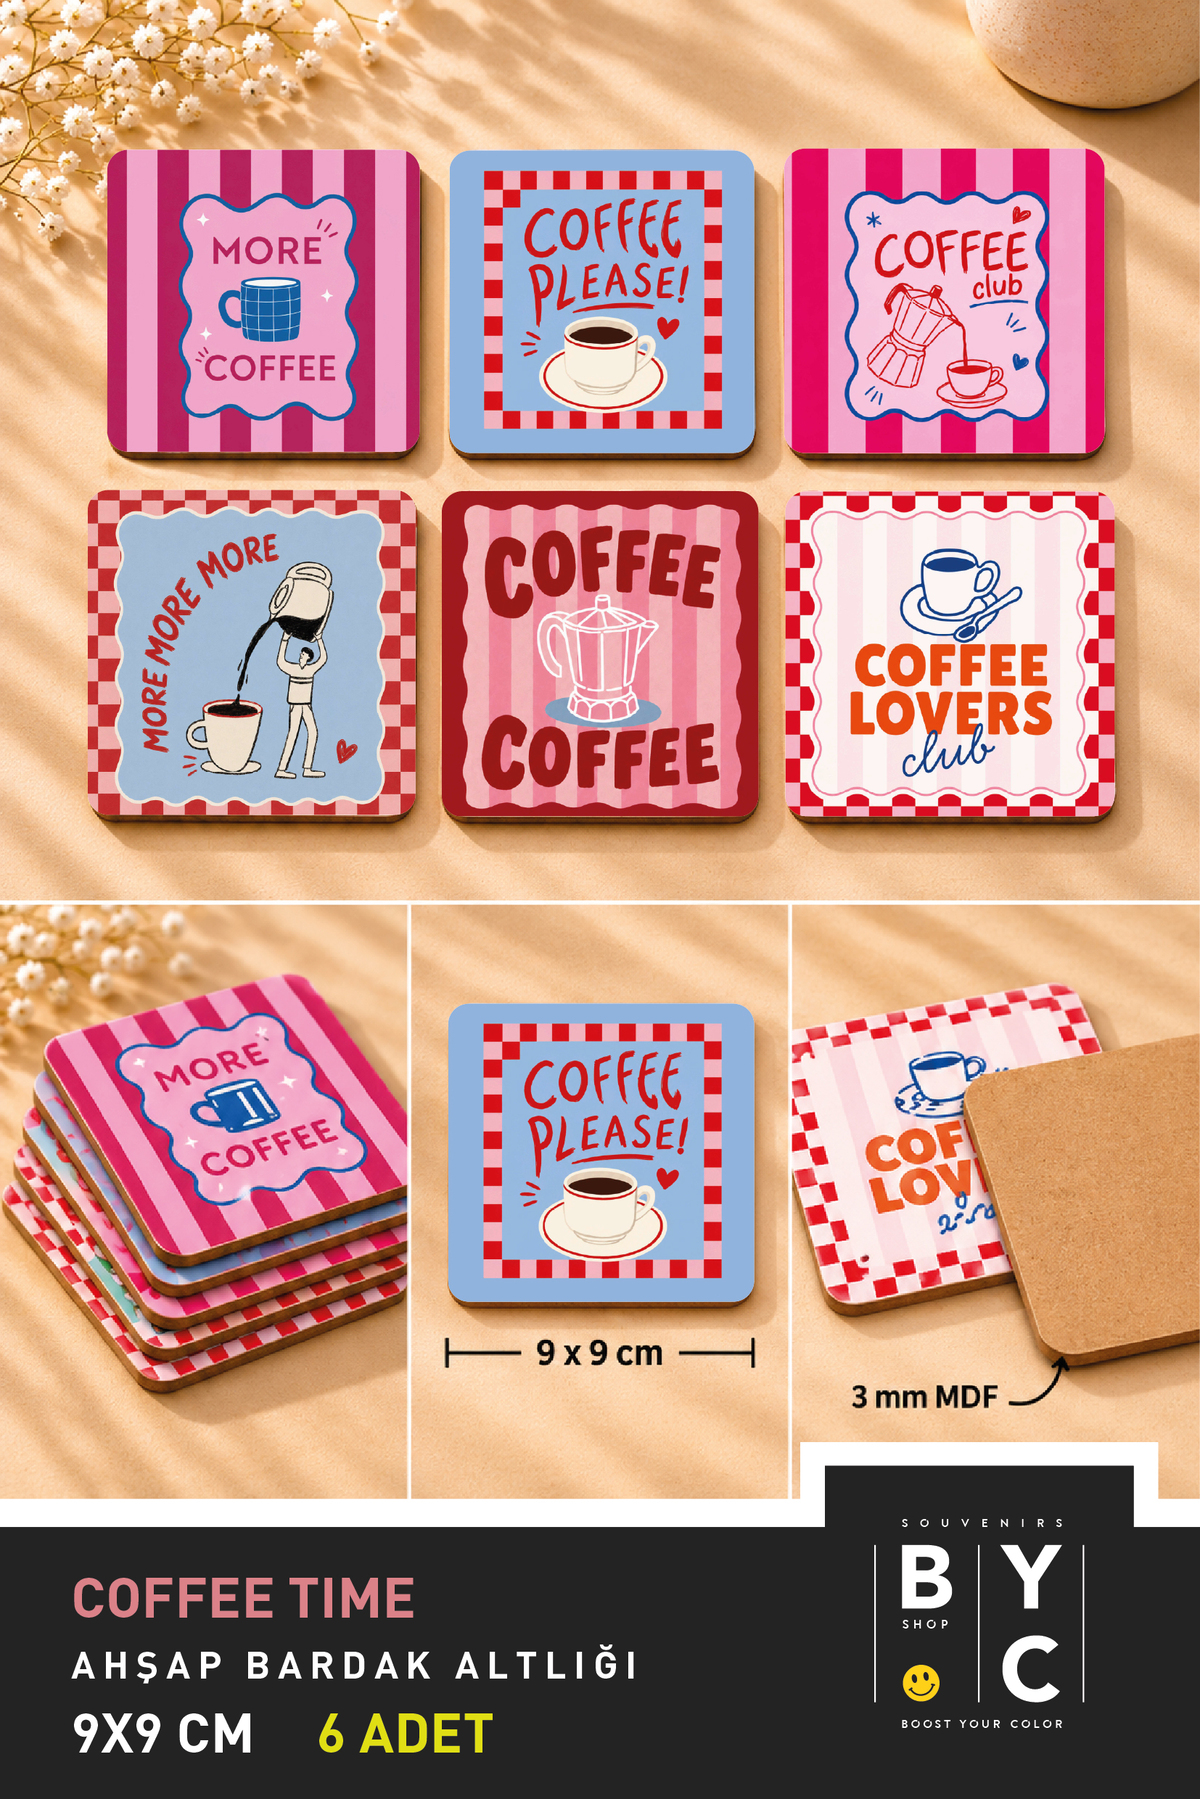 MORE
COFFEE
COFFEE
PLEASE!
COFFEE
club
MORE MORE MORE MORE
COFFEE
COFFEE
COFFEE
LOVERS
club
MORE
COFFEE
COFFEE
PLEASE!
9 x 9 cm
COF
LOV
3 mm MDF
COFFEE TIME
AHŞAP BARDAK ALTLIĞI
9X9 CM 6 ADET
SOUVENIRS
B Y
SHOP
C
BOOST YOUR COLOR